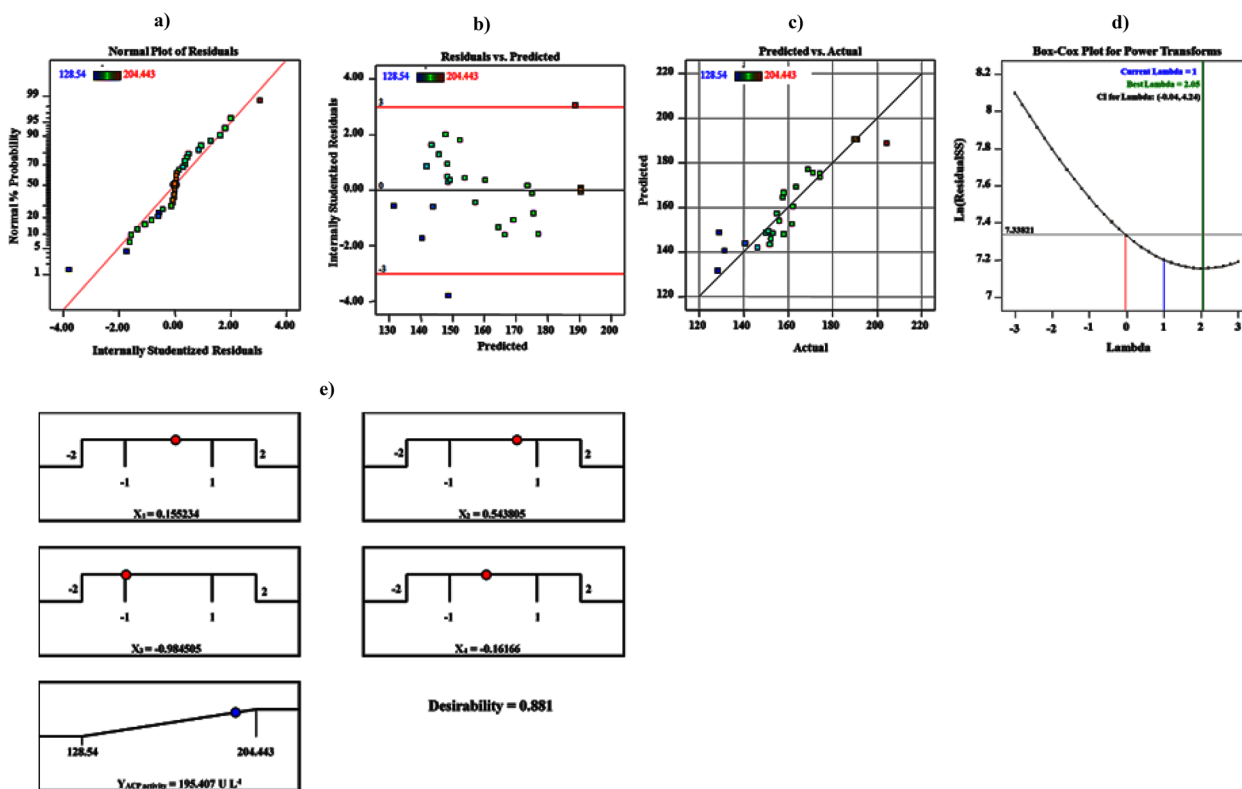 a)
Normal Plot of Residuals
128.54 204.443
Normal % Probability
99
95
90
70
50
20
10
5
1
-4.00 -2.00 0.00 2.00 4.00
Internally Studentized Residuals
b)
Residuals vs. Predicted
128.54 204.443
Internally Studentized Residuals
4.00
3
2.00
0.00
0
-2.00
-3
-4.00
130 140 150 160 170 180 190 200
Predicted
c)
Predicted vs. Actual
128.54 204.443
Predicted
220
200
180
160
140
120
120 140 160 180 200 220
Actual
d)
Box-Cox Plot for Power Transforms
Current Lambda = 1
Best Lambda = 2.05
CI for Lambda: (-0.04, 4.24)
Ln(ResidualSS)
8.2
8
7.8
7.6
7.4
7.33821
7.2
7
-3 -2 -1 0 1 2 3
Lambda
e)
-2 2
-1 1
X₁ = 0.155234
-2 2
-1 1
X₂ = 0.543805
-2 2
-1 1
X₃ = -0.984505
-2 2
-1 1
X₄ = -0.16166
128.54 204.443
Y ACP activity = 195.407 U L⁻¹
Desirability = 0.881